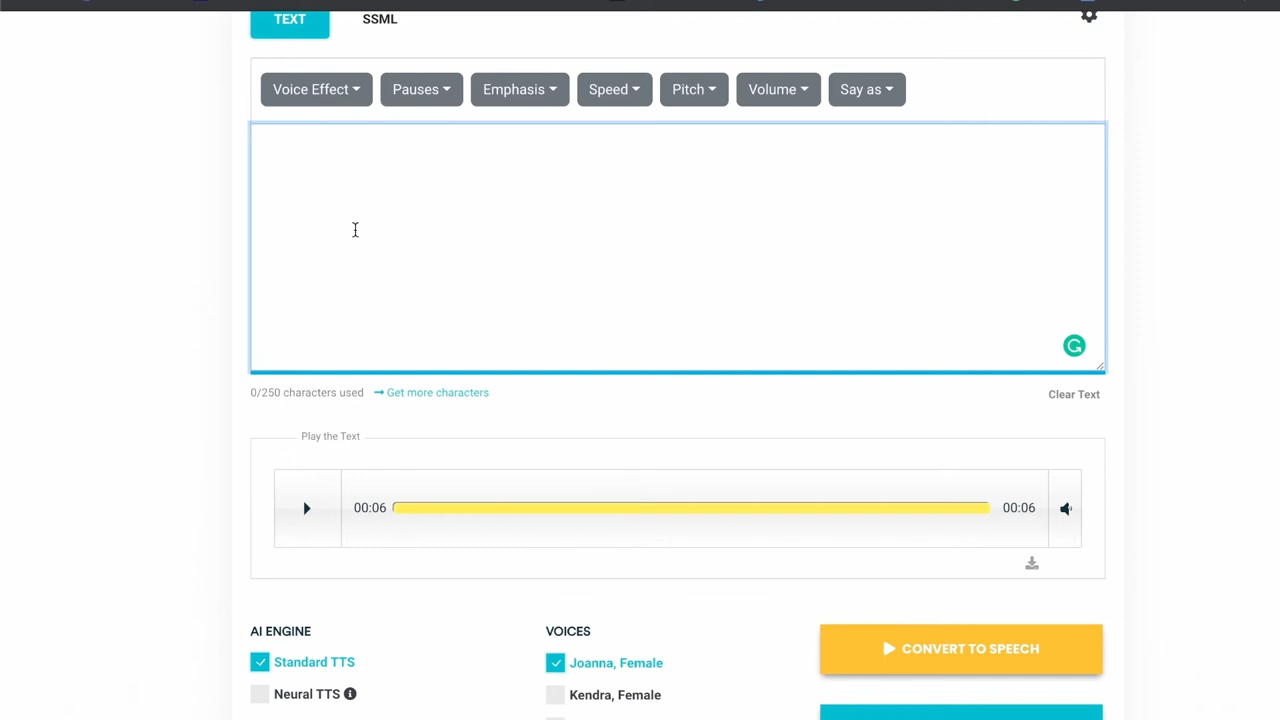 TEXT SSML
Voice Effect Pauses Emphasis Speed Pitch Volume Say as
0/250 characters used → Get more characters Clear Text
Play the Text
00:06 00:06
AI ENGINE VOICES
CONVERT TO SPEECH
Standard TTS Joanna, Female
Neural TTS Kendra, Female